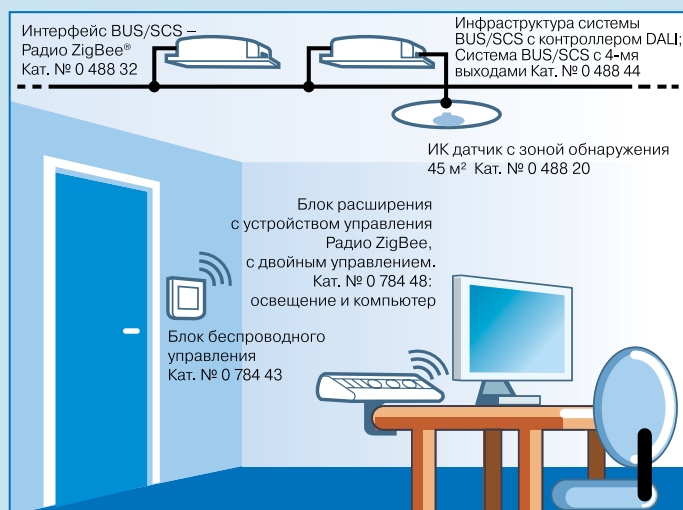 Интерфейс BUS/SCS –
Радио ZigBee®
Кат. № 0 488 32
Инфраструктура системы
BUS/SCS с контроллером DALI;
Система BUS/SCS с 4-мя
выходами Кат. № 0 488 44
ИК датчик с зоной обнаружения
45 м² Кат. № 0 488 20
Блок расширения
с устройством управления
Радио ZigBee,
с двойным управлением.
Кат. № 0 784 48:
освещение и компьютер
Блок беспроводного
управления
Кат. № 0 784 43